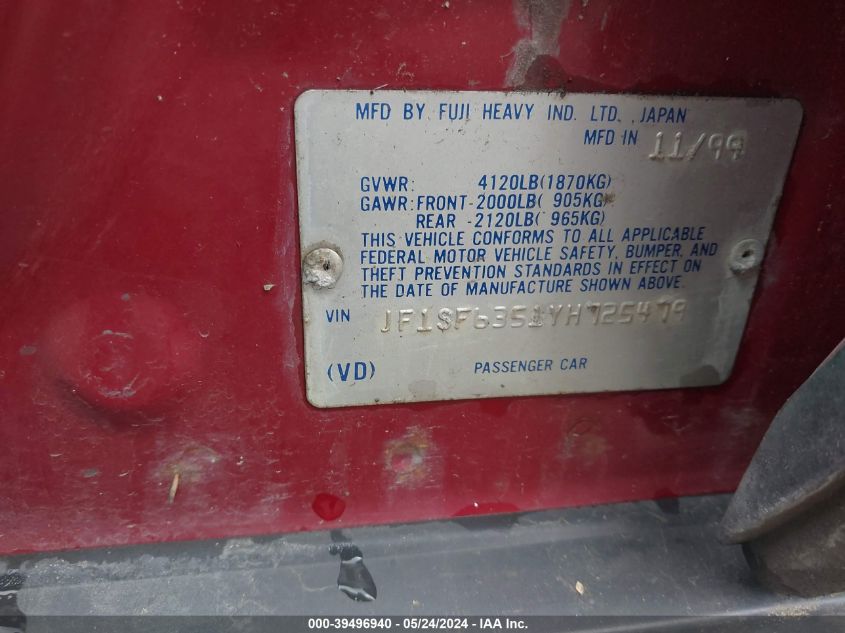 MFD BY FUJI HEAVY IND. LTD., JAPAN
MFD IN 11/99
GVWR: 4120LB(1870KG)
GAWR:FRONT-2000LB( 905KG)
REAR -2120LB( 965KG)
THIS VEHICLE CONFORMS TO ALL APPLICABLE
FEDERAL MOTOR VEHICLE SAFETY, BUMPER, AND
THEFT PREVENTION STANDARDS IN EFFECT ON
THE DATE OF MANUFACTURE SHOWN ABOVE.
VIN JF1SF6351YH725479
(VD) PASSENGER CAR
000-39496940 - 05/24/2024 - IAA Inc.